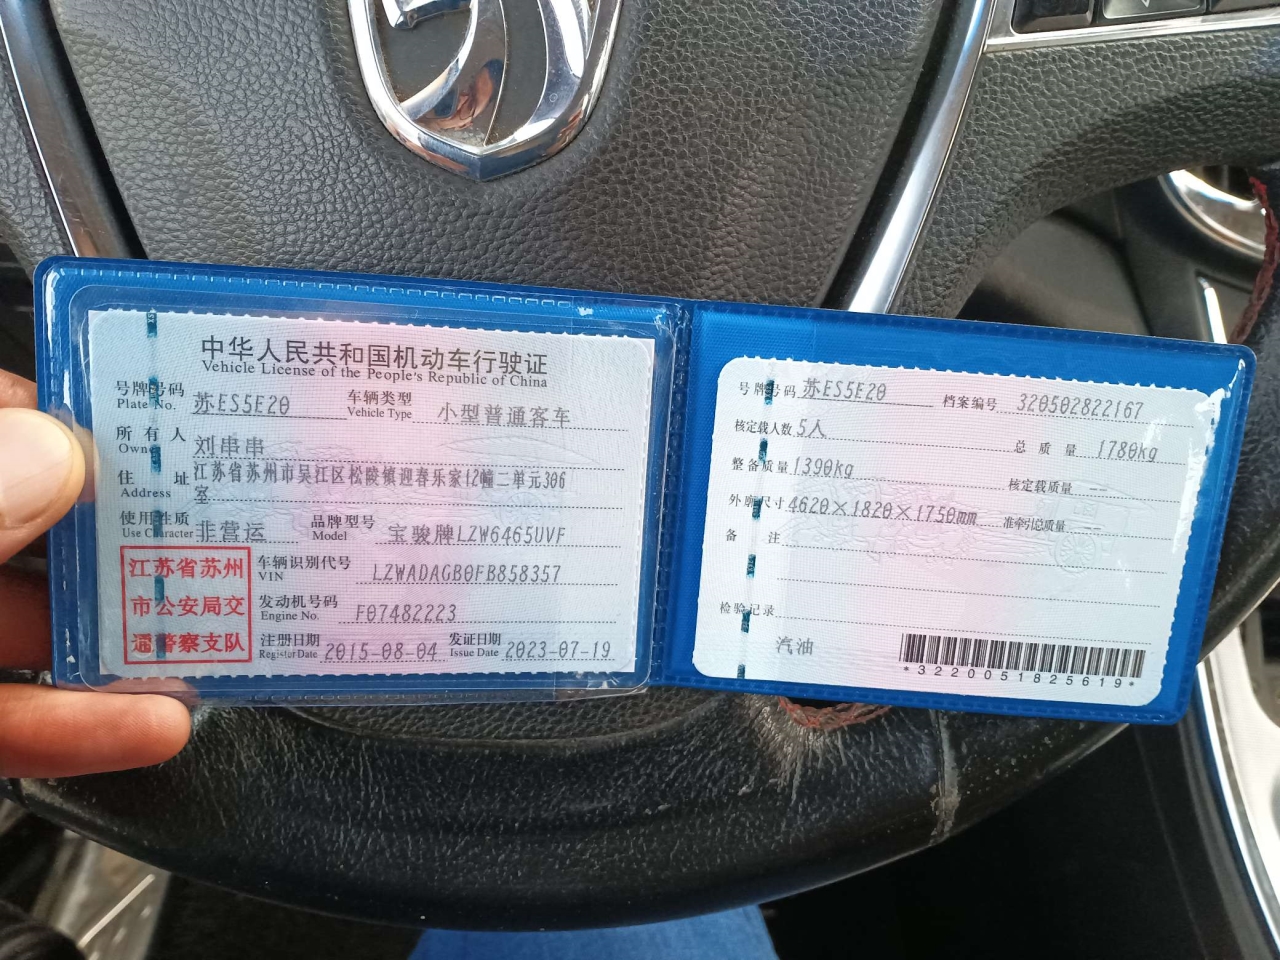 中华人民共和国机动车行驶证
Vehicle License of the People's Republic of China
号牌号码 苏ES5E20 车辆类型 小型普通客车
Plate No. Vehicle Type
所有人 刘串串
Owner
住址 江苏省苏州市吴江区松陵镇迎春乐家12幢二单元306
Address 室
使用性质 非营运 品牌型号 宝骏牌LZW6465UVF
Use Character Model
江苏省苏州
市公安局交
通警察支队
车辆识别代号 LZWADAGB0FB858357
VIN
发动机号码 F07482223
Engine No.
注册日期 2015-08-04 发证日期 2023-07-19
Register Date Issue Date
号牌号码 苏ES5E20 档案编号 320502822167
核定载人数 5人 总质量 1780kg
整备质量 1390kg 核定载质量 --
外廓尺寸 4620×1820×1750mm 准牵引总质量 --
备注
检验记录
汽油
*3220051825619*